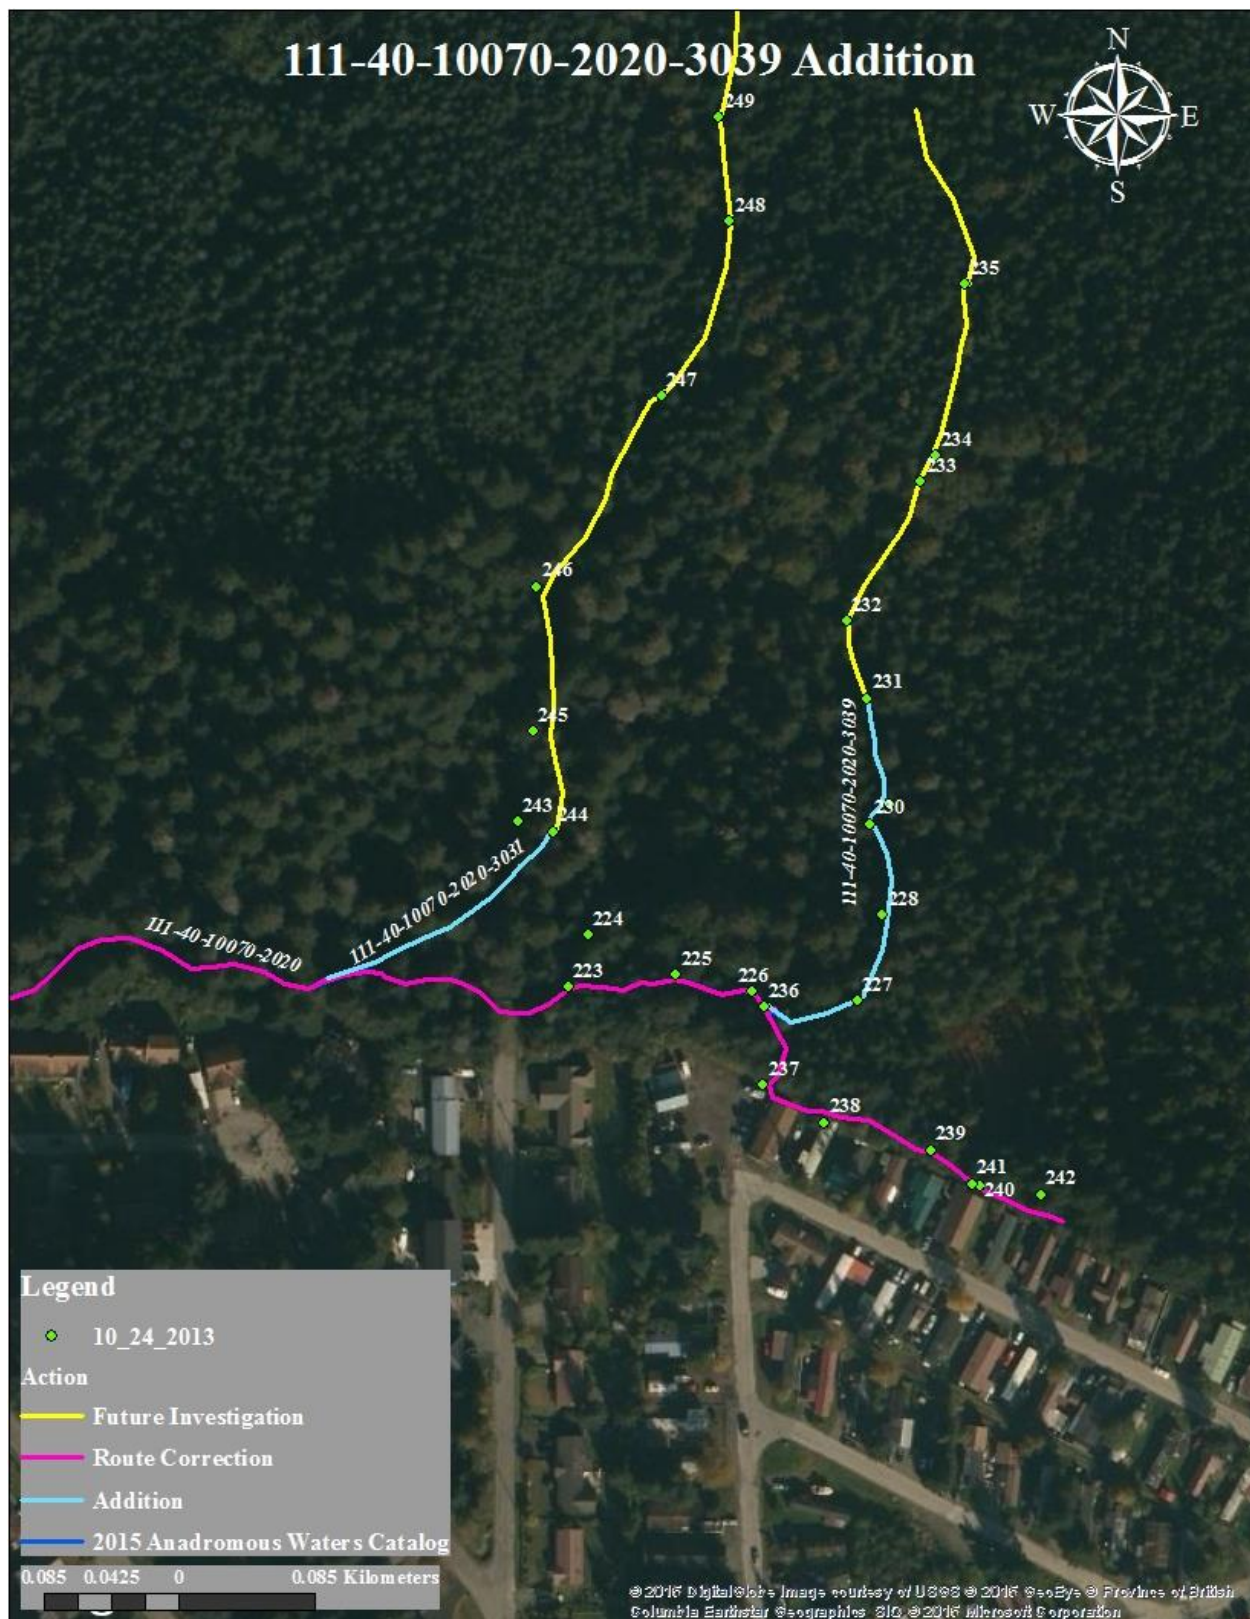 111-40-10070-2020-3039 Addition
N
W
E
S
249
248
235
247
234
233
246
232
231
111-40-10070-2020-3039
245
243
244
230
111-40-10070-2020-3031
228
224
111-40-10070-2020
225
223
226
236
227
237
238
239
241
240
242
Legend
10_24_2013
Action
Future Investigation
Route Correction
Addition
2015 Anadromous Waters Catalog
0.085 0.0425 0 0.085 Kilometers
© 2016 DigitalGlobe Image courtesy of USGS © 2016 GeoEye © Province of British
Columbia Earthstar Geographics SIO © 2016 Microsoft Corporation